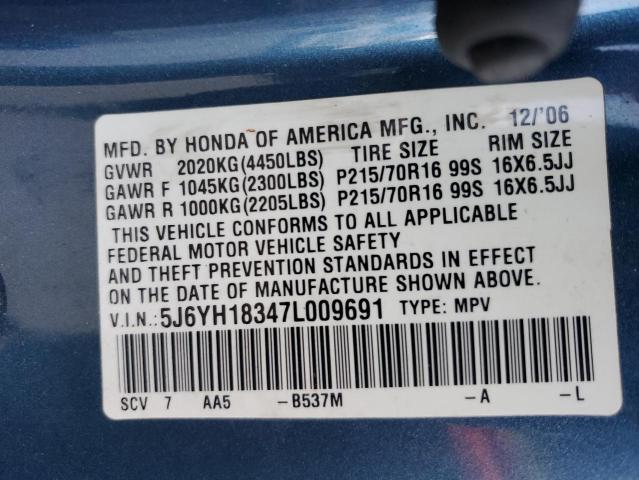 MFD. BY HONDA OF AMERICA MFG., INC. 12/'06
GVWR 2020KG(4450LBS) TIRE SIZE RIM SIZE
GAWR F 1045KG(2300LBS) P215/70R16 99S 16X6.5JJ
GAWR R 1000KG(2205LBS) P215/70R16 99S 16X6.5JJ
THIS VEHICLE CONFORMS TO ALL APPLICABLE
FEDERAL MOTOR VEHICLE SAFETY
AND THEFT PREVENTION STANDARDS IN EFFECT
ON THE DATE OF MANUFACTURE SHOWN ABOVE.
V.I.N.:5J6YH18347L009691 TYPE: MPV
SCV 7 AA5 -B537M -A -L